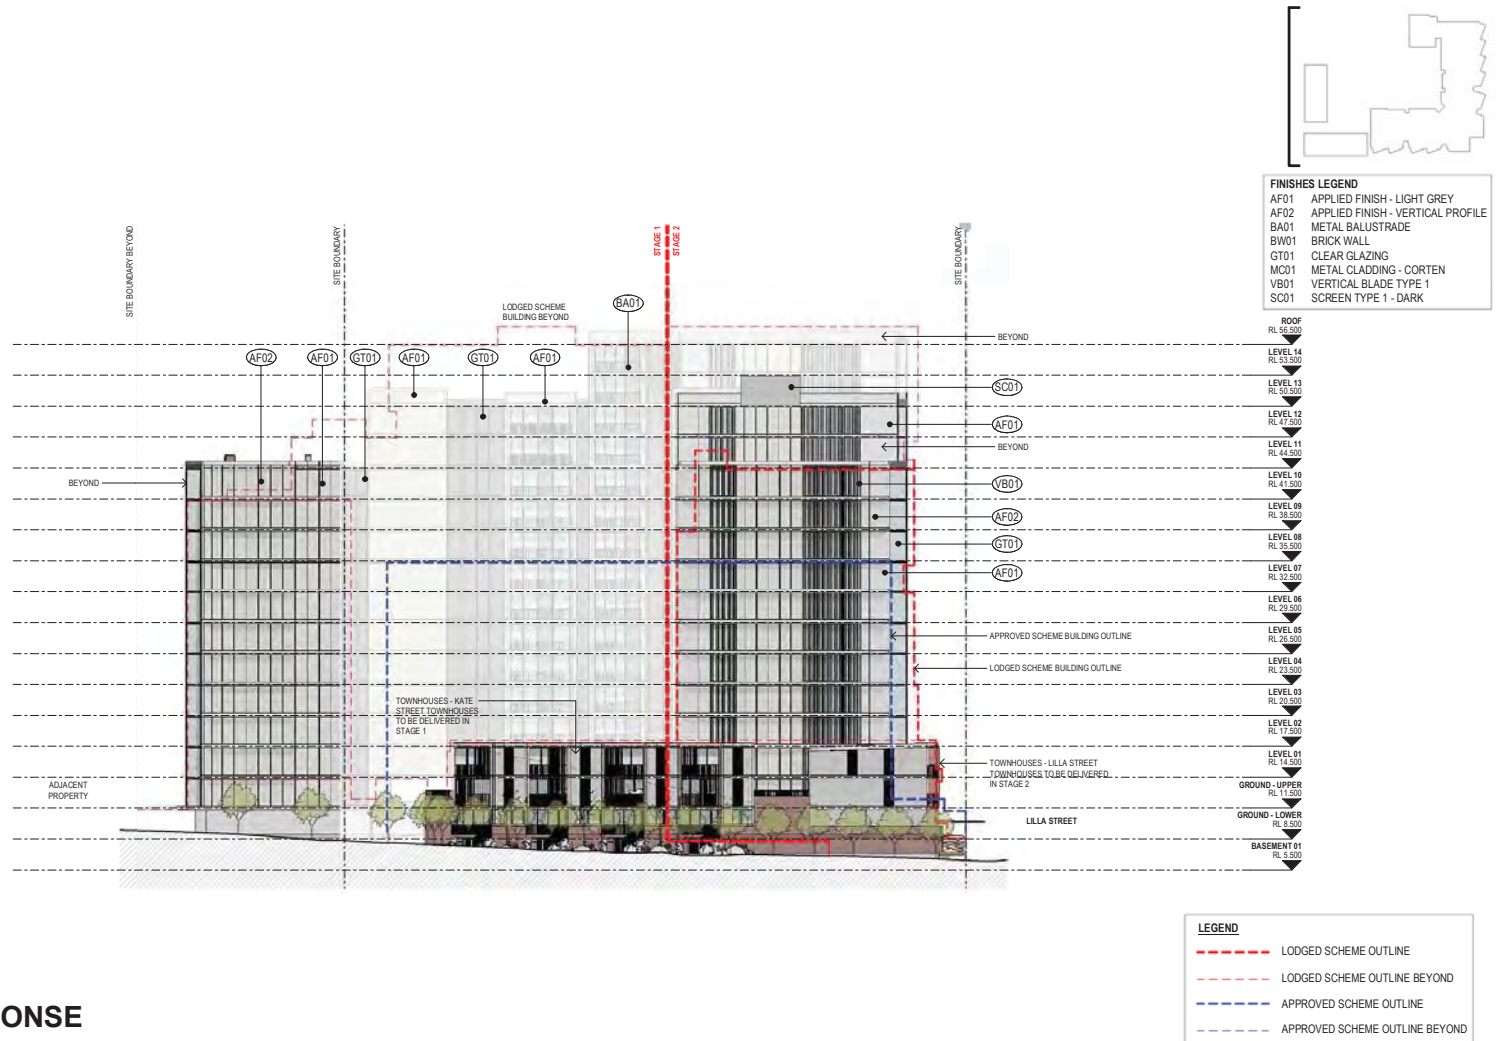 FINISHES LEGEND
AF01 APPLIED FINISH - LIGHT GREY
AF02 APPLIED FINISH - VERTICAL PROFILE
BA01 METAL BALUSTRADE
BW01 BRICK WALL
GT01 CLEAR GLAZING
MC01 METAL CLADDING - CORTEN
VB01 VERTICAL BLADE TYPE 1
SC01 SCREEN TYPE 1 - DARK
SITE BOUNDARY BEYOND
SITE BOUNDARY
STAGE 1
STAGE 2
SITE BOUNDARY
LODGED SCHEME
BUILDING BEYOND
BA01
AF02
AF01
GT01
AF01
GT01
AF01
BEYOND
SC01
AF01
BEYOND
BEYOND
VB01
AF02
GT01
AF01
APPROVED SCHEME BUILDING OUTLINE
LODGED SCHEME BUILDING OUTLINE
TOWNHOUSES - KATE
STREET TOWNHOUSES
TO BE DELIVERED IN
STAGE 1
TOWNHOUSES - LILLA STREET
TOWNHOUSES TO BE DELIVERED
IN STAGE 2
ADJACENT
PROPERTY
LILLA STREET
ROOF
RL 56.500
LEVEL 14
RL 53.500
LEVEL 13
RL 50.500
LEVEL 12
RL 47.500
LEVEL 11
RL 44.500
LEVEL 10
RL 41.500
LEVEL 09
RL 38.500
LEVEL 08
RL 35.500
LEVEL 07
RL 32.500
LEVEL 06
RL 29.500
LEVEL 05
RL 26.500
LEVEL 04
RL 23.500
LEVEL 03
RL 20.500
LEVEL 02
RL 17.500
LEVEL 01
RL 14.500
GROUND - UPPER
RL 11.500
GROUND - LOWER
RL 8.500
BASEMENT 01
RL 5.500
LEGEND
LODGED SCHEME OUTLINE
LODGED SCHEME OUTLINE BEYOND
APPROVED SCHEME OUTLINE
APPROVED SCHEME OUTLINE BEYOND
ONSE